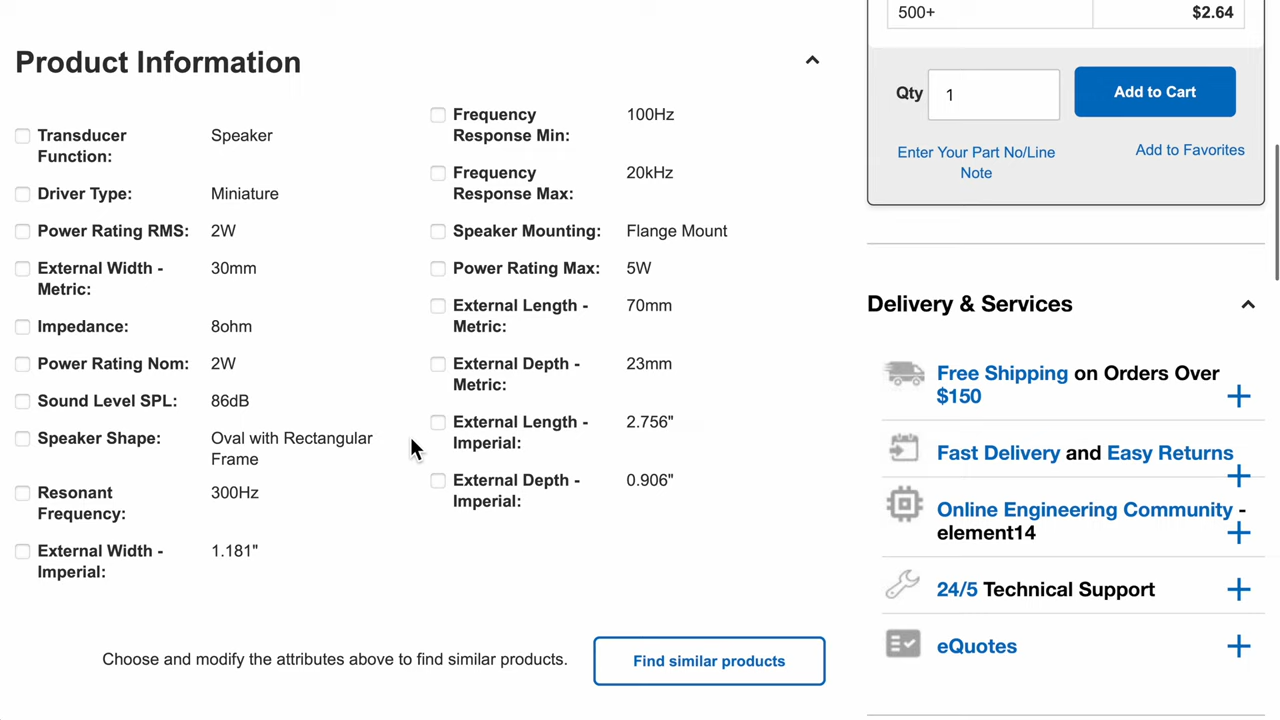 500+ $2.64
Product Information
Transducer Function: Speaker
Driver Type: Miniature
Power Rating RMS: 2W
External Width - Metric: 30mm
Impedance: 8ohm
Power Rating Nom: 2W
Sound Level SPL: 86dB
Speaker Shape: Oval with Rectangular Frame
Resonant Frequency: 300Hz
External Width - Imperial: 1.181"
Frequency Response Min: 100Hz
Frequency Response Max: 20kHz
Speaker Mounting: Flange Mount
Power Rating Max: 5W
External Length - Metric: 70mm
External Depth - Metric: 23mm
External Length - Imperial: 2.756"
External Depth - Imperial: 0.906"
Choose and modify the attributes above to find similar products.
Find similar products
Qty 1 Add to Cart
Enter Your Part No/Line Note
Add to Favorites
Delivery & Services
Free Shipping on Orders Over
$150
Fast Delivery and Easy Returns
Online Engineering Community -
element14
24/5 Technical Support
eQuotes